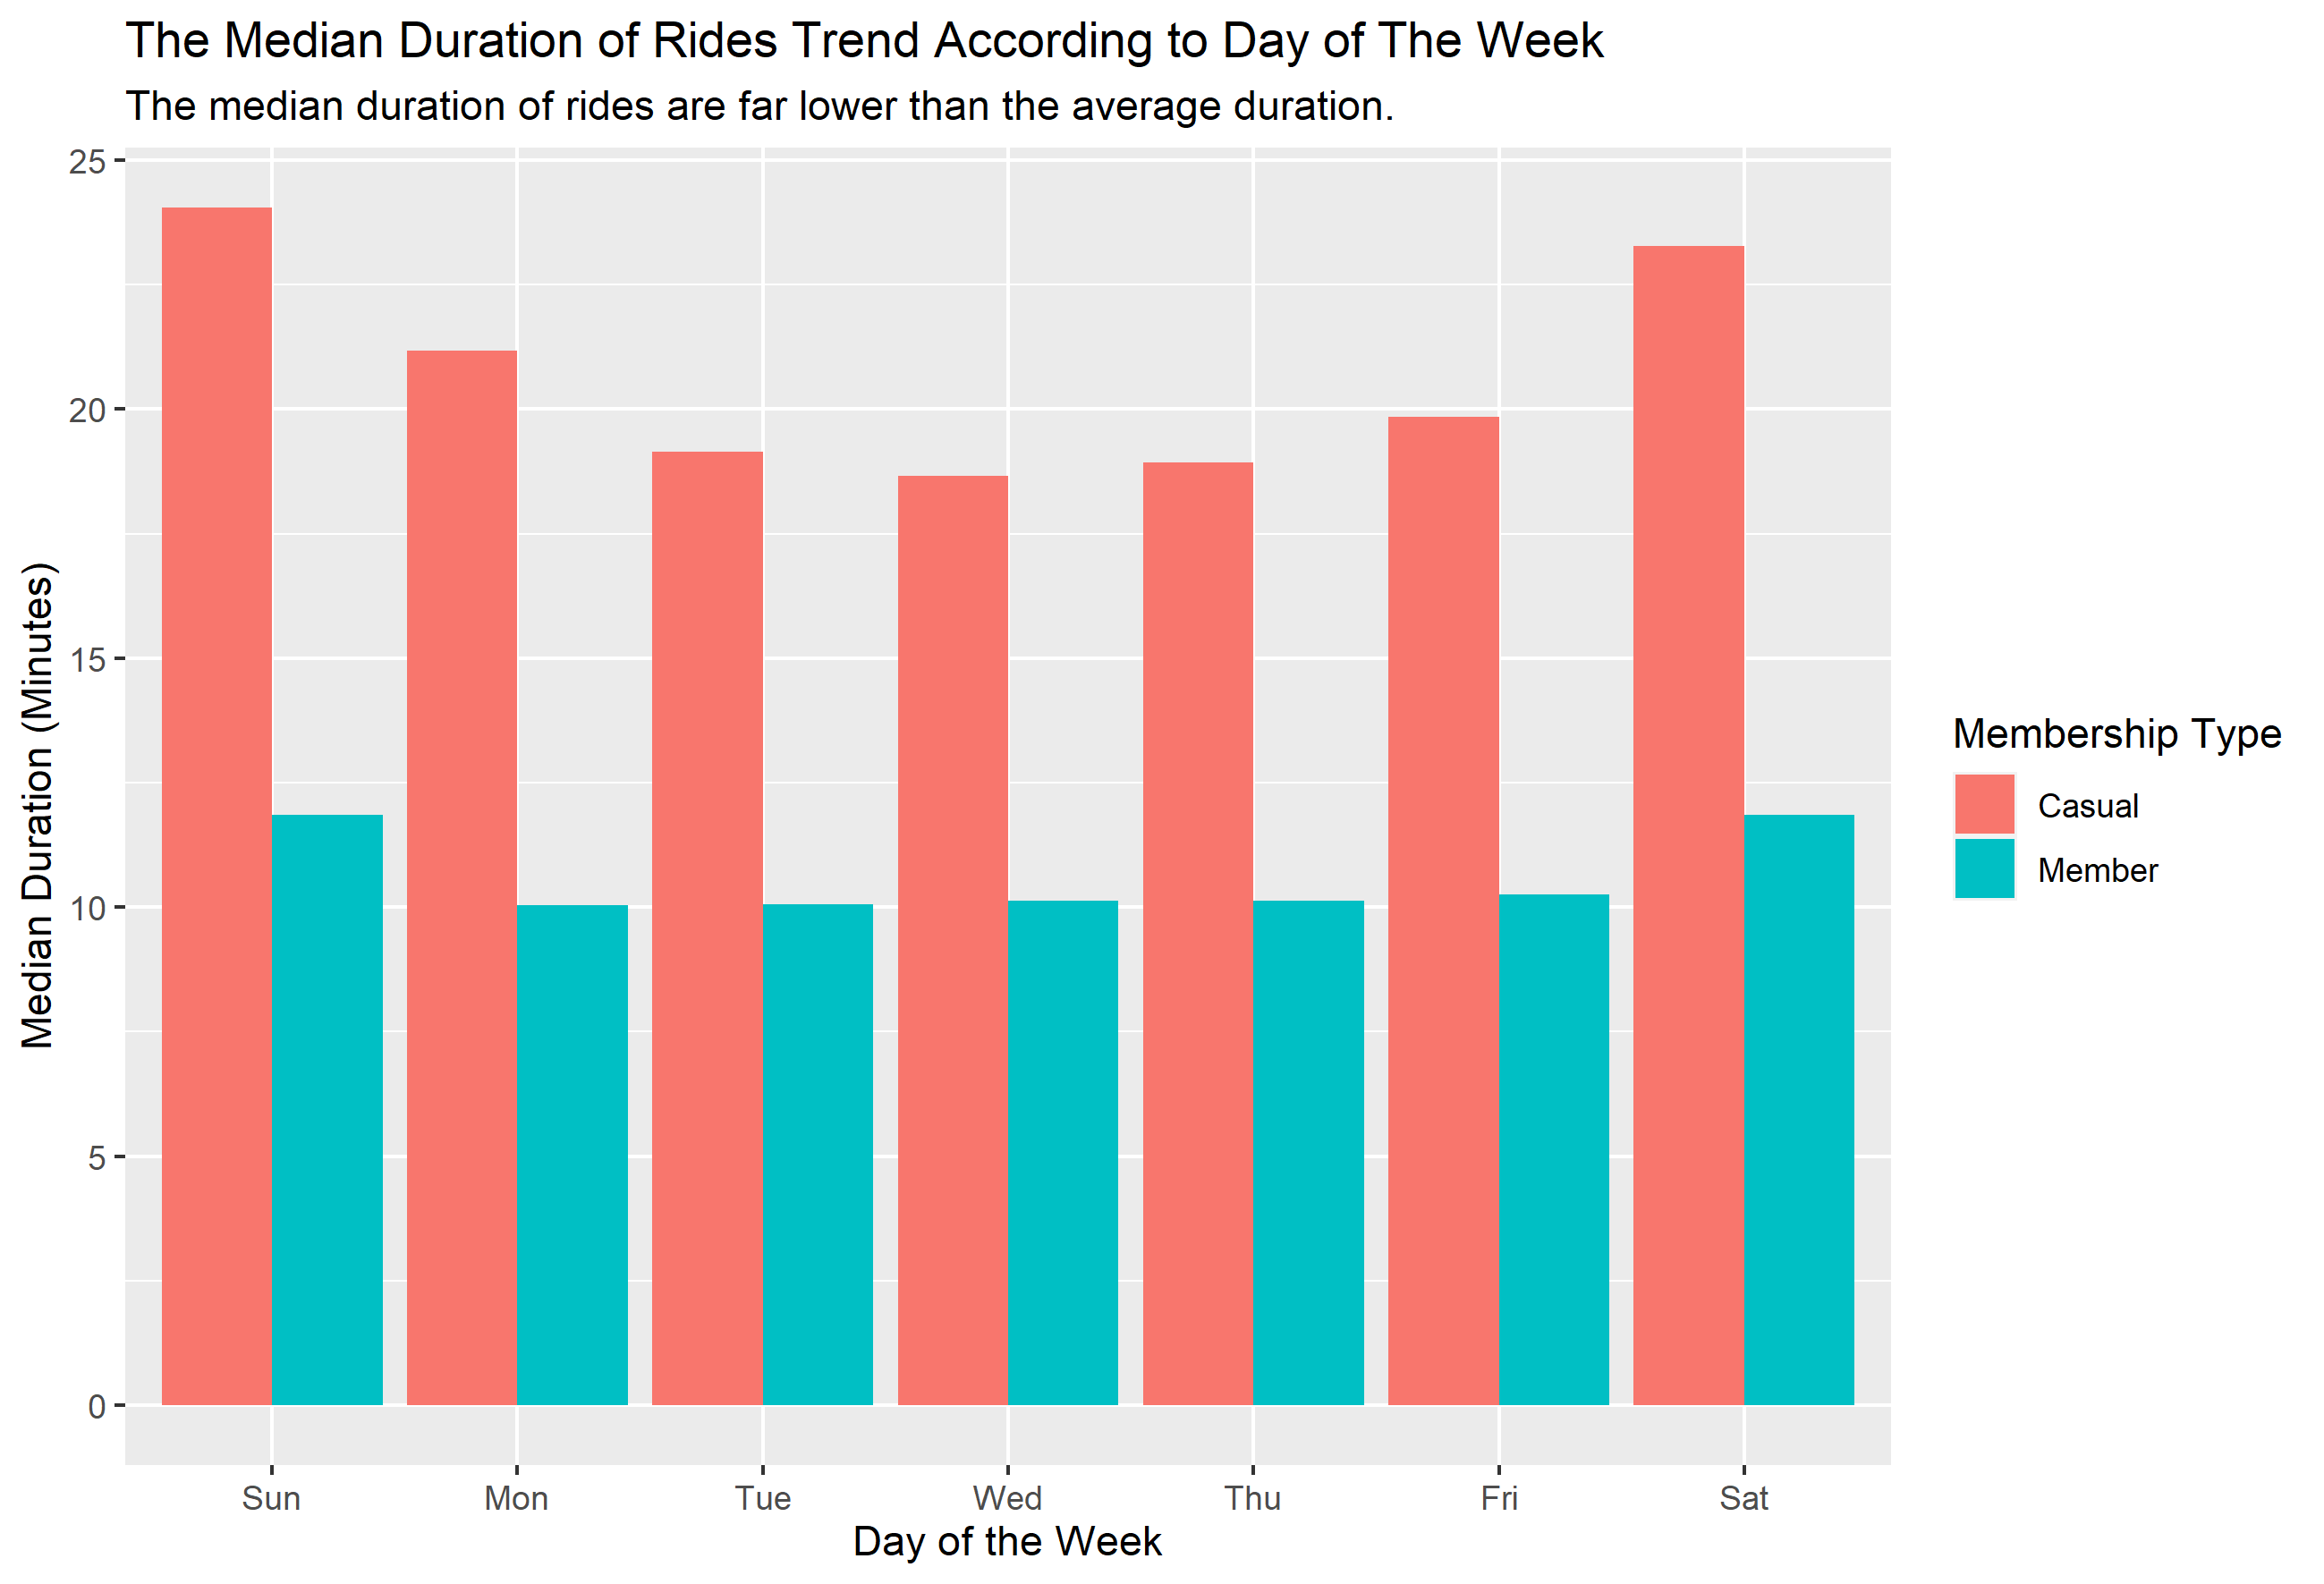 The Median Duration of Rides Trend According to Day of The Week
The median duration of rides are far lower than the average duration.
Median Duration (Minutes)
25
20
15
10
5
0
Sun Mon Tue Wed Thu Fri Sat
Day of the Week
Membership Type
Casual
Member